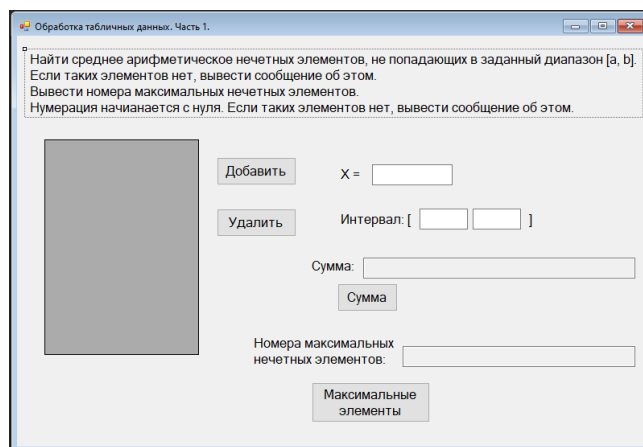 Обработка табличных данных. Часть 1.
Найти среднее арифметическое нечетных элементов, не попадающих в заданный диапазон [a, b].
Если таких элементов нет, вывести сообщение об этом.
Вывести номера максимальных нечетных элементов.
Нумерация начианается с нуля. Если таких элементов нет, вывести сообщение об этом.
Добавить
X =
Удалить
Интервал: [ ]
Сумма:
Сумма
Номера максимальных
нечетных элементов:
Максимальные
элементы